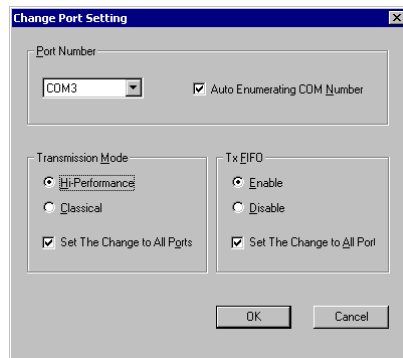 Change Port Setting
Port Number
COM3
Auto Enumerating COM Number
Transmission Mode
Hi-Performance
Classical
Set The Change to All Ports
Tx FIFO
Enable
Disable
Set The Change to All Port
OK
Cancel